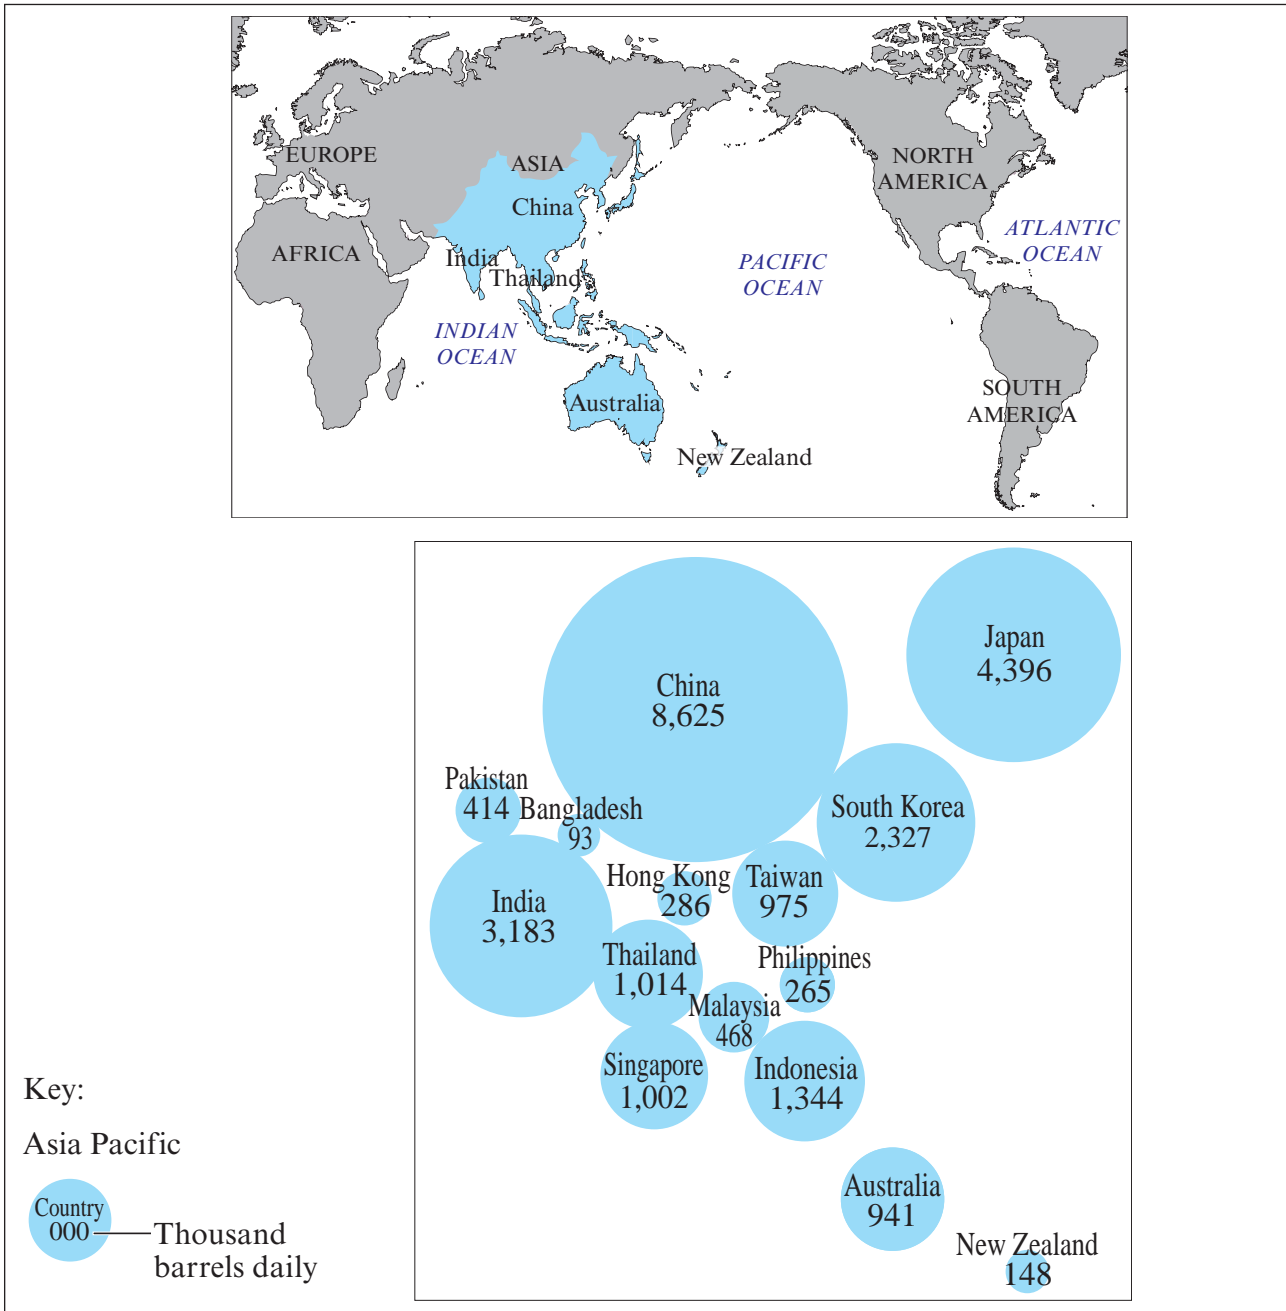 EUROPE
ASIA
NORTH
AMERICA
China
ATLANTIC
OCEAN
AFRICA
India
Thailand
PACIFIC
OCEAN
INDIAN
OCEAN
SOUTH
AMERICA
Australia
New Zealand
Japan
4,396
China
8,625
Pakistan
414
Bangladesh
93
South Korea
2,327
Hong Kong
286
Taiwan
975
India
3,183
Thailand
1,014
Philippines
265
Malaysia
468
Singapore
1,002
Indonesia
1,344
Australia
941
New Zealand
148
Key:
Asia Pacific
Country
000
Thousand
barrels daily